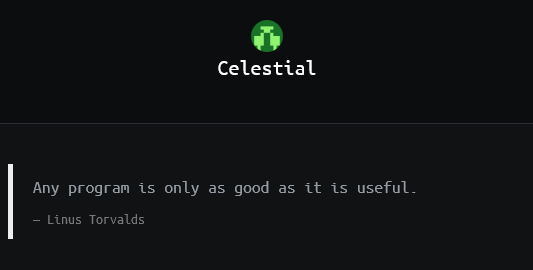 Celestial
Any program is only as good as it is useful.
— Linus Torvalds